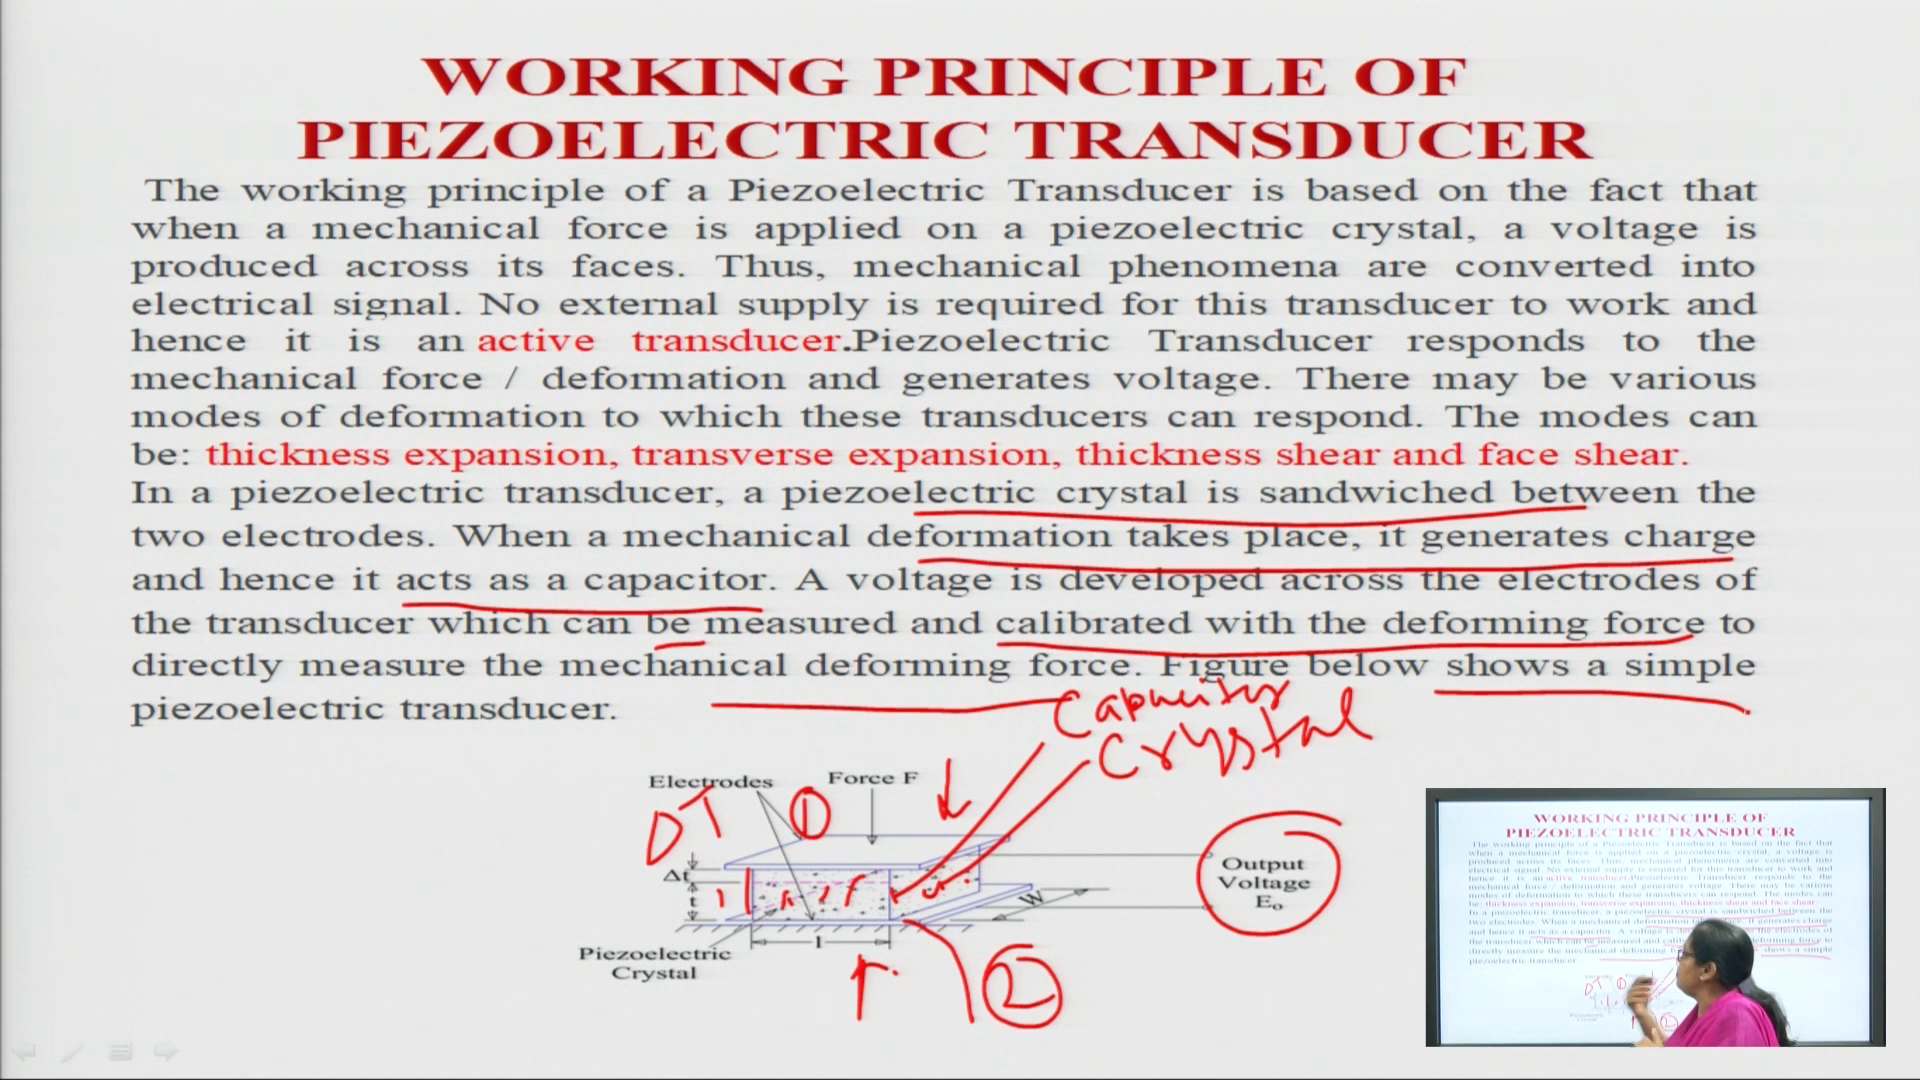 WORKING PRINCIPLE OF
PIEZOELECTRIC TRANSDUCER
The working principle of a Piezoelectric Transducer is based on the fact that
when a mechanical force is applied on a piezoelectric crystal, a voltage is
produced across its faces. Thus, mechanical phenomena are converted into
electrical signal. No external supply is required for this transducer to work and
hence it is an active transducer.Piezoelectric Transducer responds to the
mechanical force / deformation and generates voltage. There may be various
modes of deformation to which these transducers can respond. The modes can
be: thickness expansion, transverse expansion, thickness shear and face shear.
In a piezoelectric transducer, a piezoelectric crystal is sandwiched between the
two electrodes. When a mechanical deformation takes place, it generates charge
and hence it acts as a capacitor. A voltage is developed across the electrodes of
the transducer which can be measured and calibrated with the deforming force to
directly measure the mechanical deforming force. Figure below shows a simple
piezoelectric transducer.
Capacitor
Crystal
Electrodes
Force F
DT
1
Δt
t
W
Output
Voltage
E₀
l
Piezoelectric
Crystal
2
WORKING PRINCIPLE OF
PIEZOELECTRIC TRANSDUCER